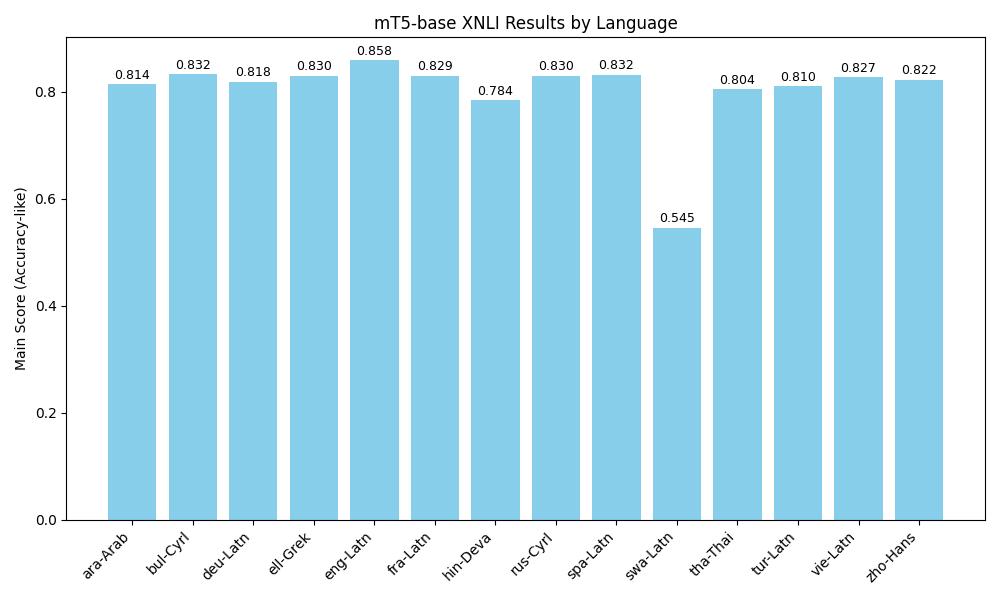 mT5-base XNLI Results by Language
Main Score (Accuracy-like)
0.8
0.6
0.4
0.2
0.0
0.814
0.832
0.818
0.830
0.858
0.829
0.784
0.830
0.832
0.545
0.804
0.810
0.827
0.822
ara-Arab
bul-Cyrl
deu-Latn
ell-Grek
eng-Latn
fra-Latn
hin-Deva
rus-Cyrl
spa-Latn
swa-Latn
tha-Thai
tur-Latn
vie-Latn
zho-Hans